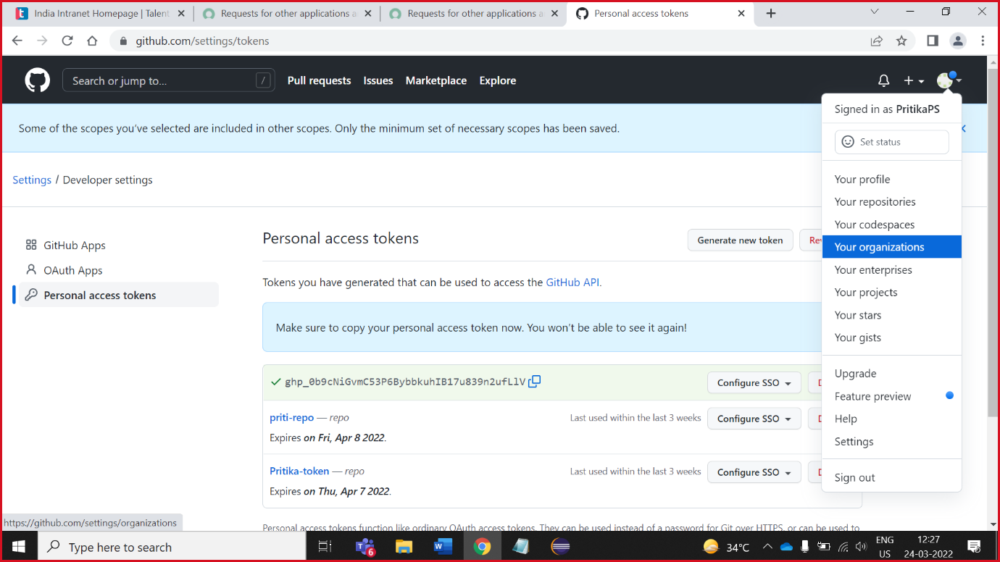 India Intranet Homepage | Talent
Requests for other applications a
Requests for other applications a
Personal access tokens
github.com/settings/tokens
Search or jump to...
/
Pull requests
Issues
Marketplace
Explore
Signed in as PritikaPS
Set status
Your profile
Your repositories
Your codespaces
Your organizations
Your enterprises
Your projects
Your stars
Your gists
Upgrade
Feature preview
Help
Settings
Sign out
Some of the scopes you've selected are included in other scopes. Only the minimum set of necessary scopes has been saved.
Settings / Developer settings
GitHub Apps
OAuth Apps
Personal access tokens
Personal access tokens
Generate new token
Tokens you have generated that can be used to access the GitHub API.
Make sure to copy your personal access token now. You won't be able to see it again!
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
Configure SSO
priti-repo — repo
Last used within the last 3 weeks
Configure SSO
Expires on Fri, Apr 8 2022.
Pritika-token — repo
Last used within the last 3 weeks
Configure SSO
Expires on Thu, Apr 7 2022.
Personal access tokens function like ordinary OAuth access tokens. They can be used instead of a password for Git over HTTPS, or can be used to
https://github.com/settings/organizations
Type here to search
6
34°C
ENG
US
12:27
24-03-2022